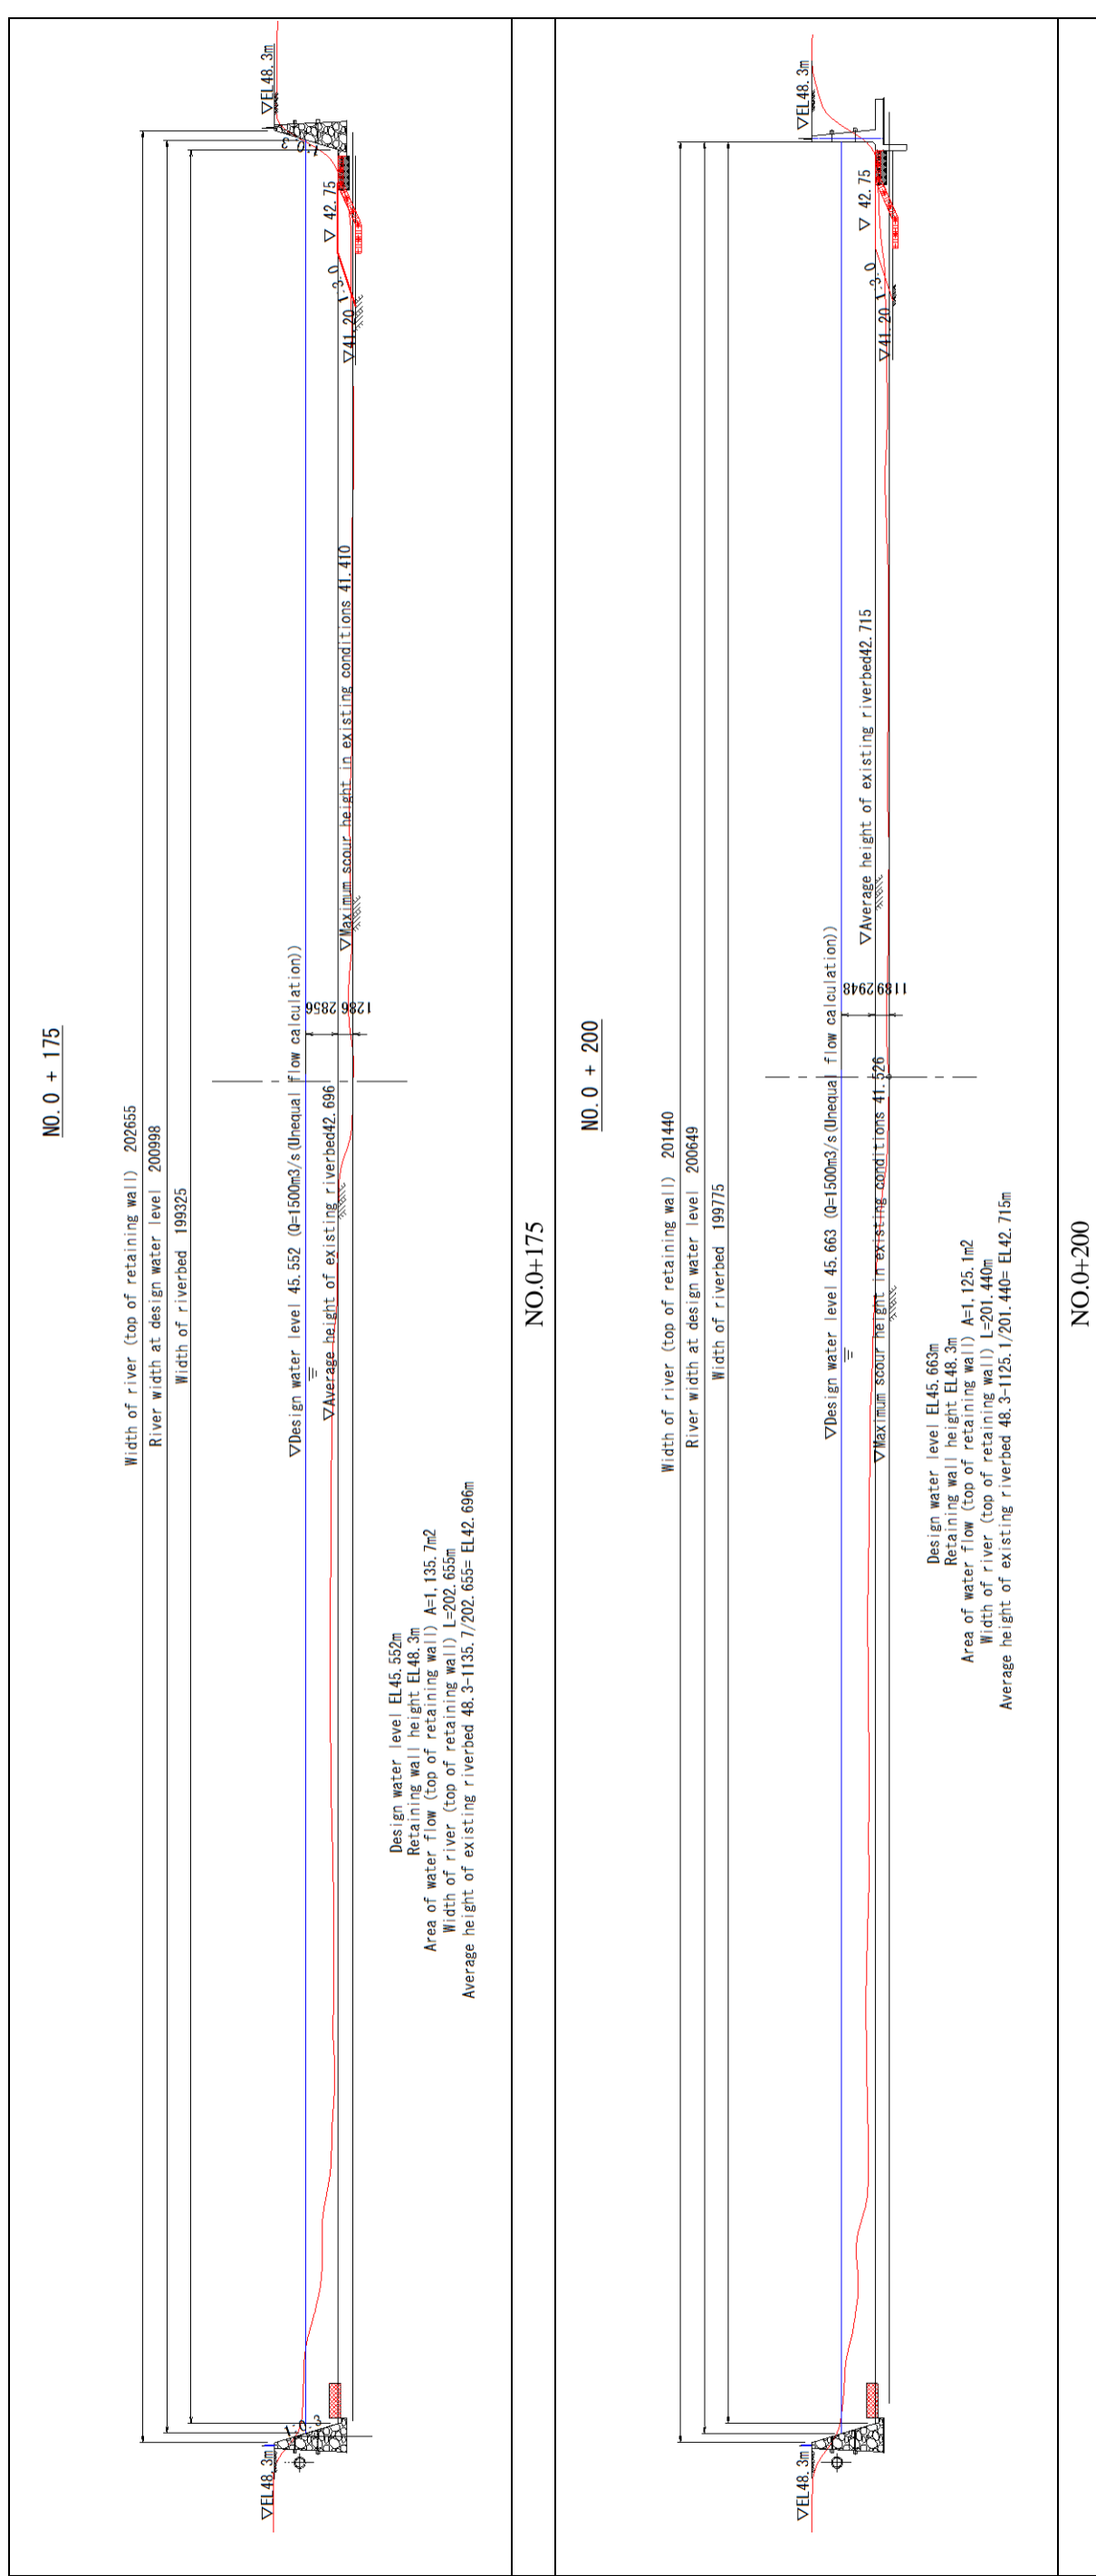 NO. 0 + 175
Width of river (top of retaining wall) 202655
River width at design water level 200998
Width of riverbed 199325
▽EL48. 3m
1:0.3
▽Design water level 45.552 (Q=1500m3/s(Unequal flow calculation))
▽Average height of existing riverbed42. 696
▽Maximum scour height in existing conditions 41. 410
1286 2856
▽ 42. 75
1:3.0
▽41. 20
▽EL48. 3m
1:0.3
Design water level EL45. 552m
Retaining wall height EL48. 3m
Area of water flow (top of retaining wall) A=1, 135. 7m2
Width of river (top of retaining wall) L=202. 655m
Average height of existing riverbed 48. 3-1135. 7/202. 655= EL42. 696m
NO.0+175
NO. 0 + 200
Width of river (top of retaining wall) 201440
River width at design water level 200649
Width of riverbed 199775
▽EL48. 3m
▽Design water level 45. 663 (Q=1500m3/s(Unequal flow calculation))
▽Maximum scour height in existing conditions 41. 526
▽Average height of existing riverbed42. 715
1189 2948
▽ 42. 75
1:3.0
▽41. 20
▽EL48. 3m
Design water level EL45. 663m
Retaining wall height EL48. 3m
Area of water flow (top of retaining wall) A=1, 125. 1m2
Width of river (top of retaining wall) L=201. 440m
Average height of existing riverbed 48. 3-1125. 1/201. 440= EL42. 715m
NO.0+200